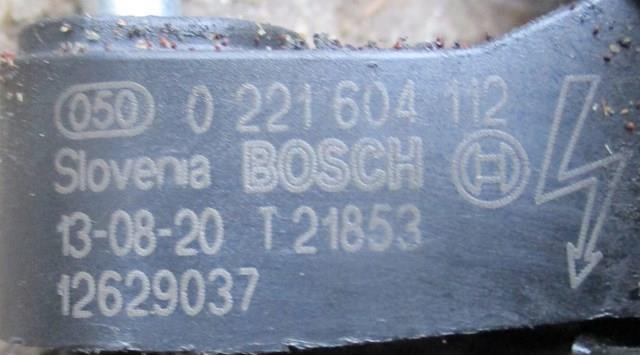 050 0 221 604 112
Slovenia BOSCH
13-08-20 T 21853
12629037